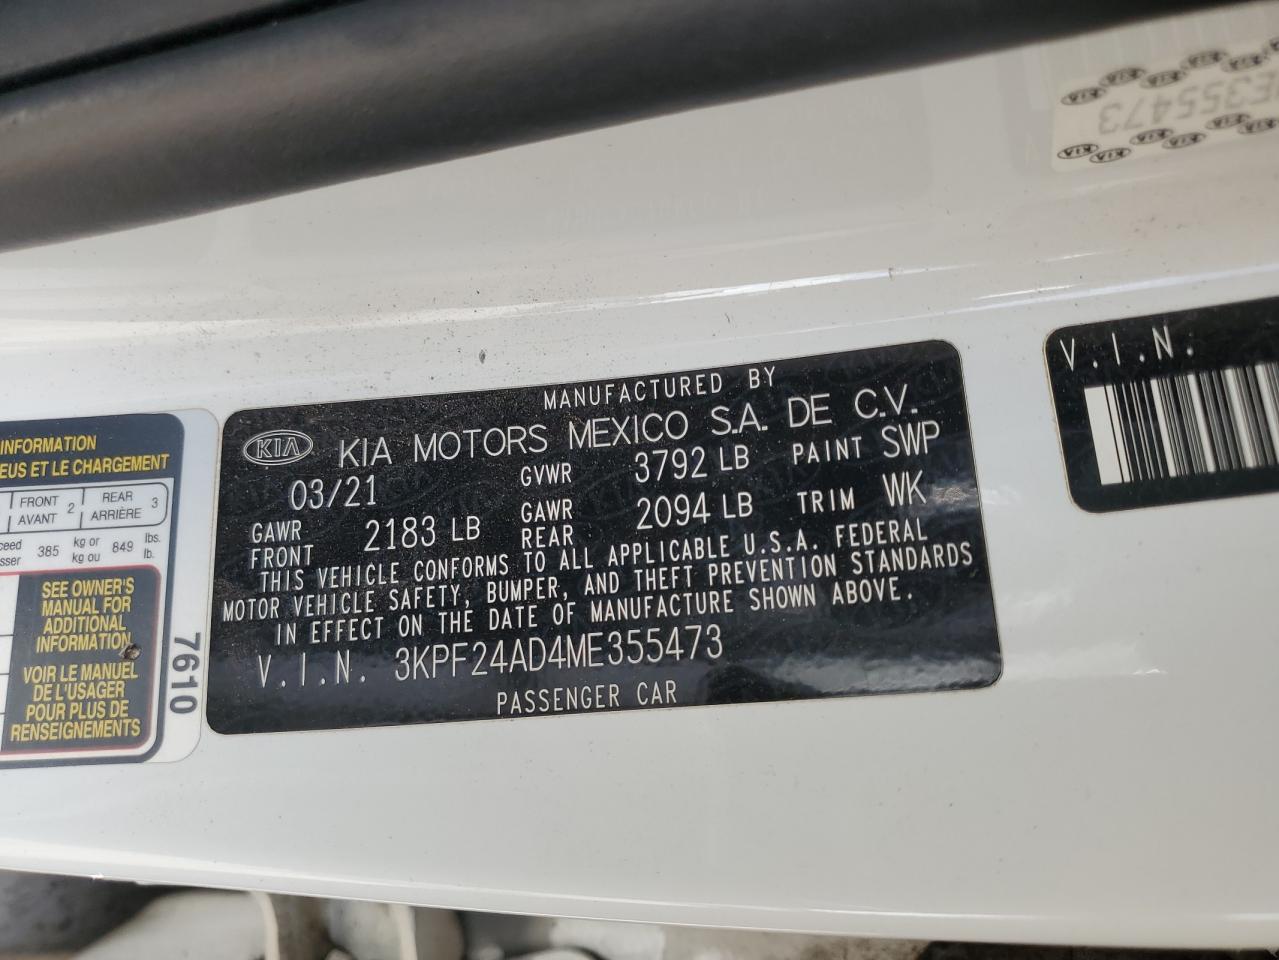 E355473
KIA
MANUFACTURED BY
KIA MOTORS MEXICO S.A. DE C.V.
03/21 GVWR 3792 LB PAINT SWP
GAWR FRONT 2183 LB GAWR REAR 2094 LB TRIM WK
THIS VEHICLE CONFORMS TO ALL APPLICABLE U.S.A. FEDERAL
MOTOR VEHICLE SAFETY, BUMPER, AND THEFT PREVENTION STANDARDS
IN EFFECT ON THE DATE OF MANUFACTURE SHOWN ABOVE.
V.I.N. 3KPF24AD4ME355473
PASSENGER CAR
V.I.N.
INFORMATION
EUS ET LE CHARGEMENT
FRONT AVANT 2 REAR ARRIÈRE 3
385 kg or kg ou 849 lbs. lb.
SEE OWNER'S
MANUAL FOR
ADDITIONAL
INFORMATION.
VOIR LE MANUEL
DE L'USAGER
POUR PLUS DE
RENSEIGNEMENTS
7610